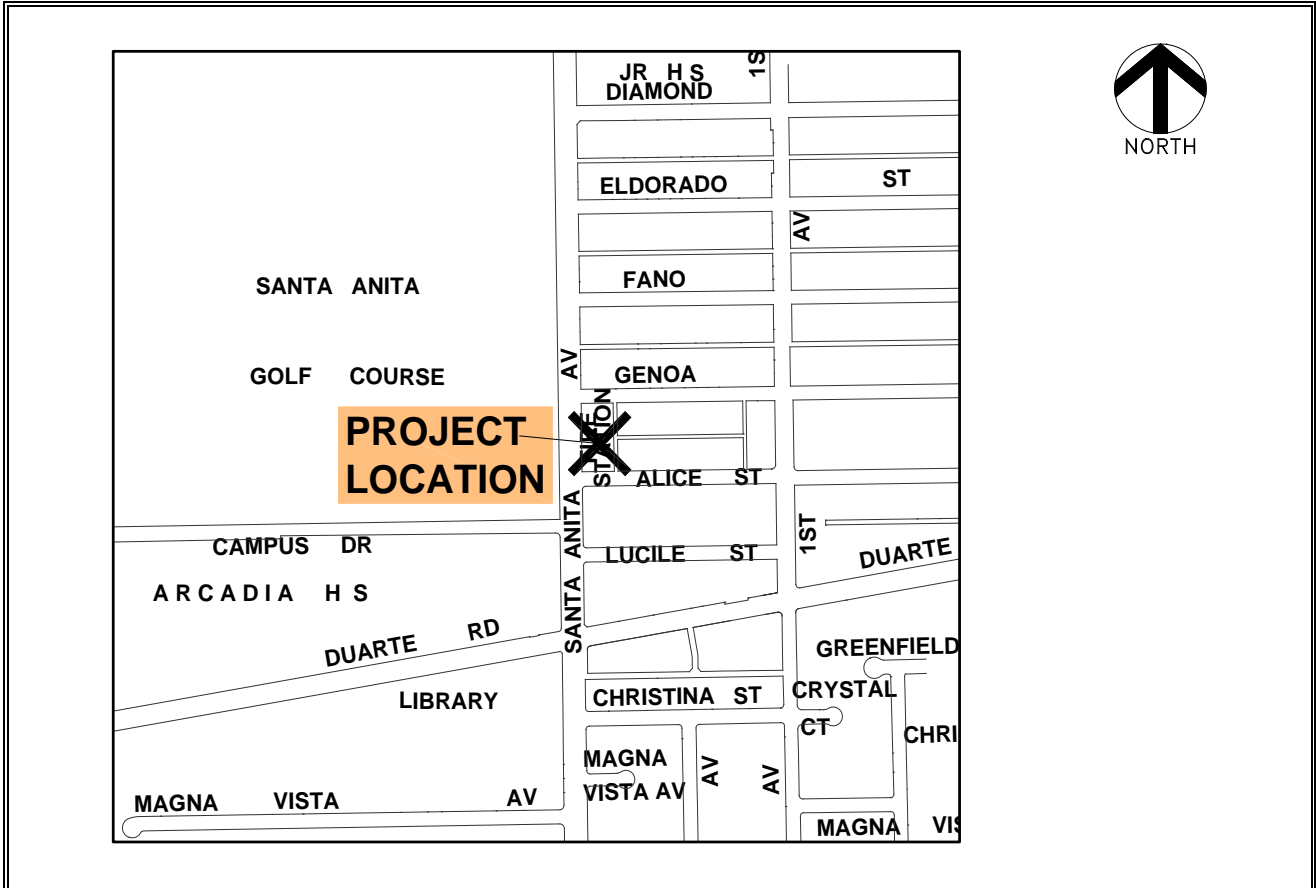 JR H S
1S
DIAMOND
NORTH
ELDORADO
ST
AV
SANTA ANITA
FANO
AV
GOLF COURSE
GENOA
PROJECT
LOCATION
STATION
ALICE ST
SANTA ANITA
1ST
CAMPUS DR
LUCILE ST
DUARTE
ARCADIA H S
DUARTE RD
GREENFIELD
LIBRARY
CHRISTINA ST
CRYSTAL
CT
CHRI
MAGNA
VISTA AV
AV
AV
MAGNA VISTA AV
MAGNA VIS